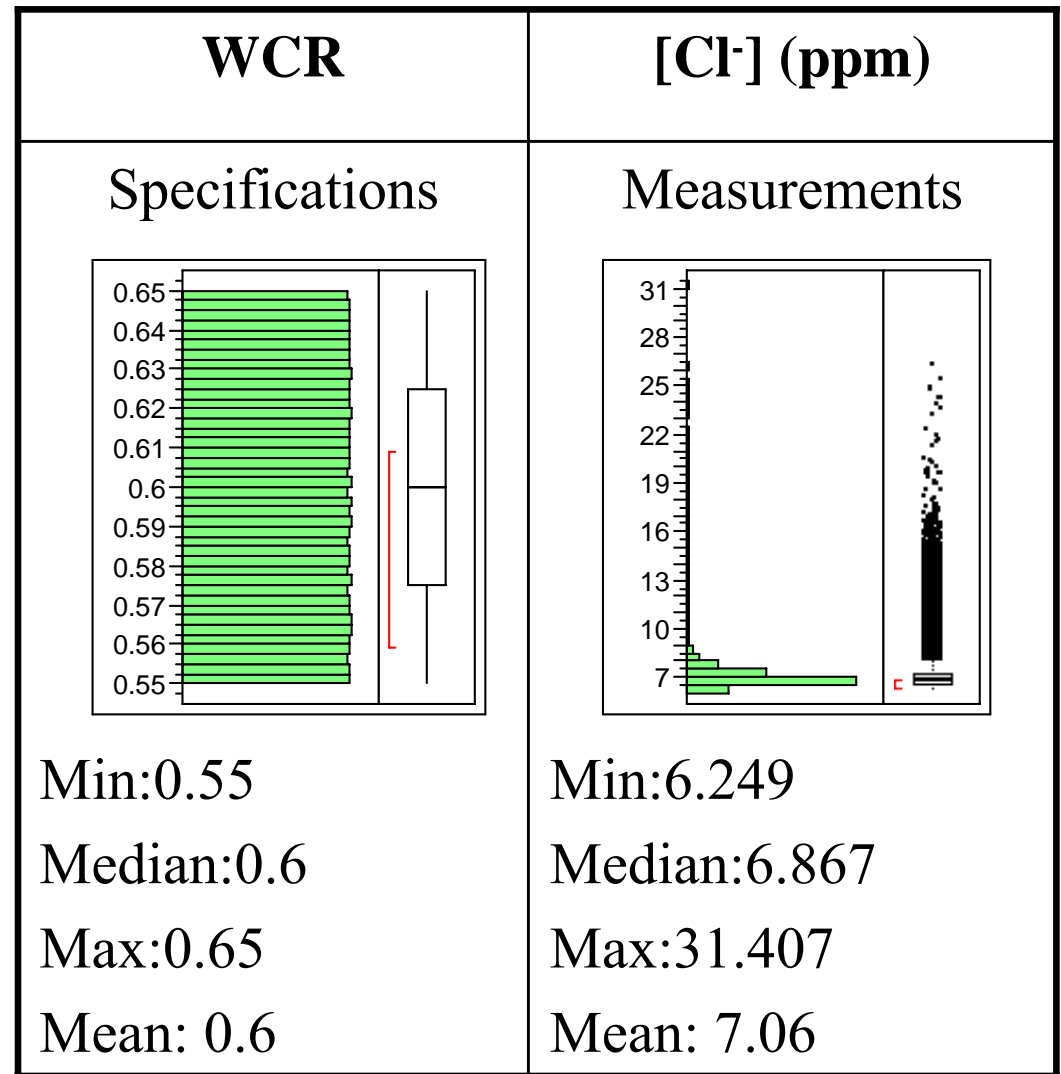 WCR
[Cl-] (ppm)
Specifications
0.65
0.64
0.63
0.62
0.61
0.6
0.59
0.58
0.57
0.56
0.55
Min:0.55
Median:0.6
Max:0.65
Mean: 0.6
Measurements
31
28
25
22
19
16
13
10
7
Min:6.249
Median:6.867
Max:31.407
Mean: 7.06